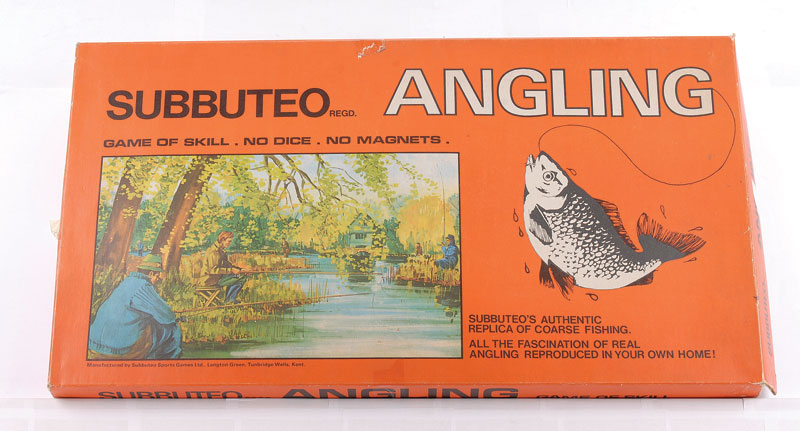 SUBBUTEO REGD. ANGLING
GAME OF SKILL . NO DICE . NO MAGNETS .
SUBBUTEO'S AUTHENTIC
REPLICA OF COARSE FISHING.
ALL THE FASCINATION OF REAL
ANGLING REPRODUCED IN YOUR OWN HOME!
Manufactured by Subbuteo Sports Games Ltd., Langton Green, Tunbridge Wells, Kent.
SUBBUTEO ANGLING GAME OF SKILL